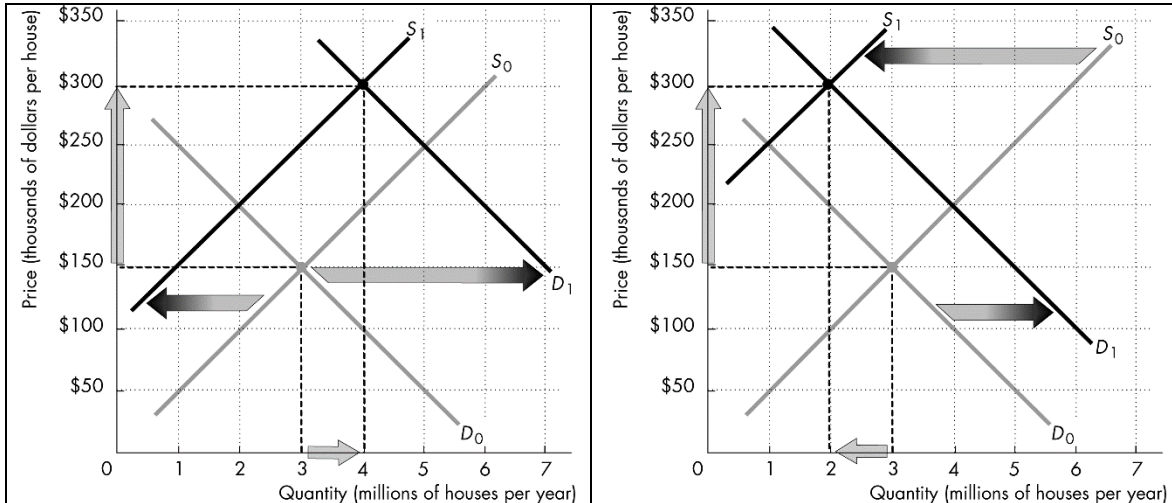 Price (thousands of dollars per house)
$350
$300
$250
$200
$150
$100
$50
0
1
2
3
4
5
6
7
Quantity (millions of houses per year)
S1
S0
D1
D0
Price (thousands of dollars per house)
$350
$300
$250
$200
$150
$100
$50
0
1
2
3
4
5
6
7
Quantity (millions of houses per year)
S1
S0
D1
D0